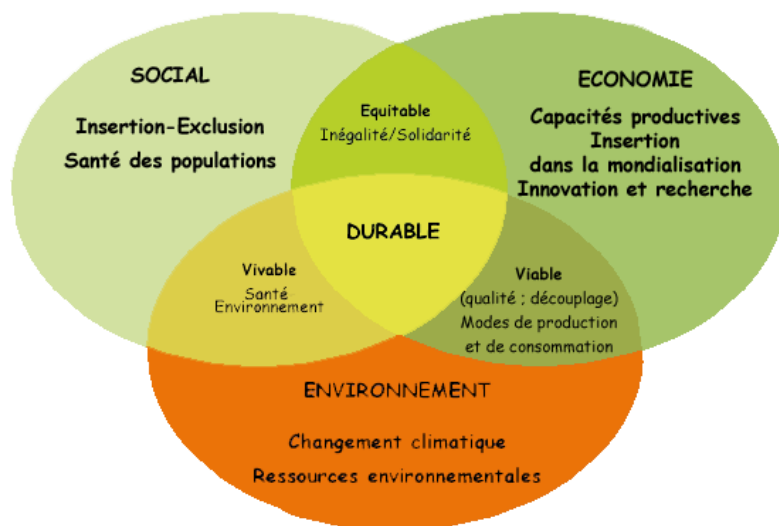 SOCIAL
Insertion-Exclusion
Santé des populations
Equitable
Inégalité/Solidarité
ECONOMIE
Capacités productives
Insertion
dans la mondialisation
Innovation et recherche
DURABLE
Vivable
Santé
Environnement
Viable
(qualité ; découplage)
Modes de production
et de consommation
ENVIRONNEMENT
Changement climatique
Ressources environnementales